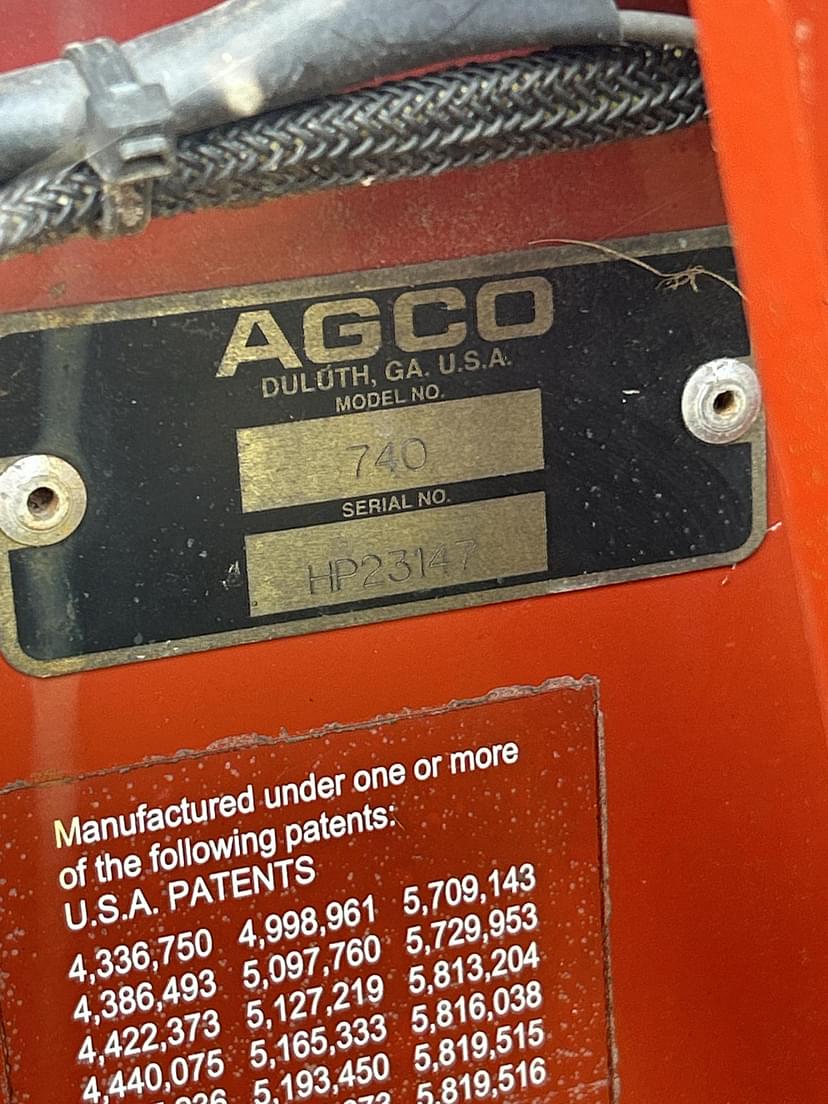 AGCO
DULUTH, GA. U.S.A.
MODEL NO.
740
SERIAL NO.
HP23147
Manufactured under one or more
of the following patents:
U.S.A. PATENTS
4,336,750 4,998,961 5,709,143
4,386,493 5,097,760 5,729,953
4,422,373 5,127,219 5,813,204
4,440,075 5,165,333 5,816,038
5,193,450 5,819,515
5,819,516